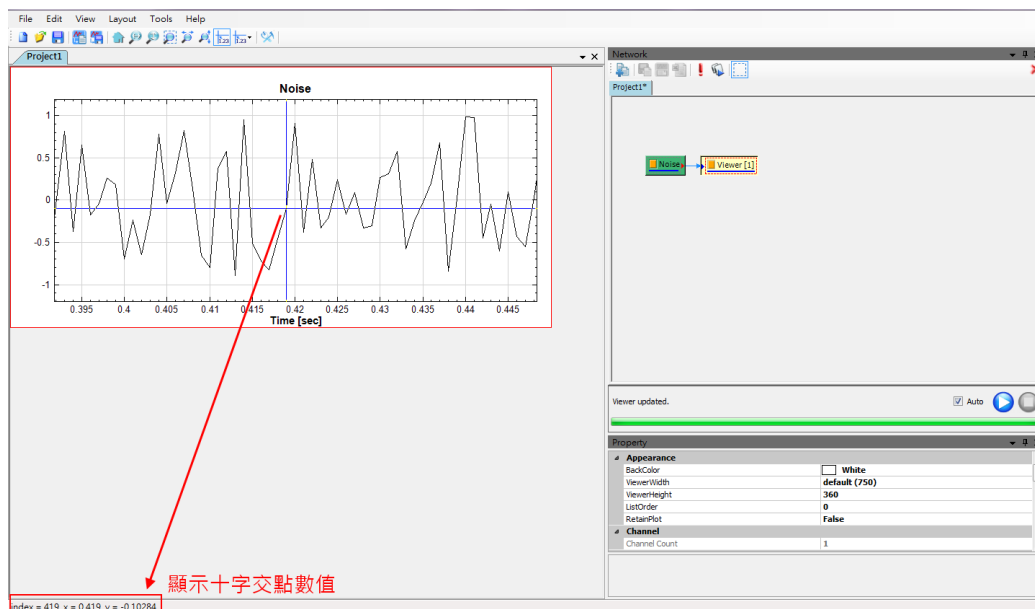 File Edit View Layout Tools Help
Project1
Noise
1
0.5
0
-0.5
-1
0.395 0.4 0.405 0.41 0.415 0.42 0.425 0.43 0.435 0.44 0.445
Time [sec]
顯示十字交點數值
index = 419, x = 0.419, y = -0.10284
Network
Project1*
Noise
Viewer [1]
Viewer updated.
Auto
Property
Appearance
BackColor White
ViewerWidth default (750)
ViewerHeight 360
ListOrder 0
RetainPlot False
Channel
Channel Count 1